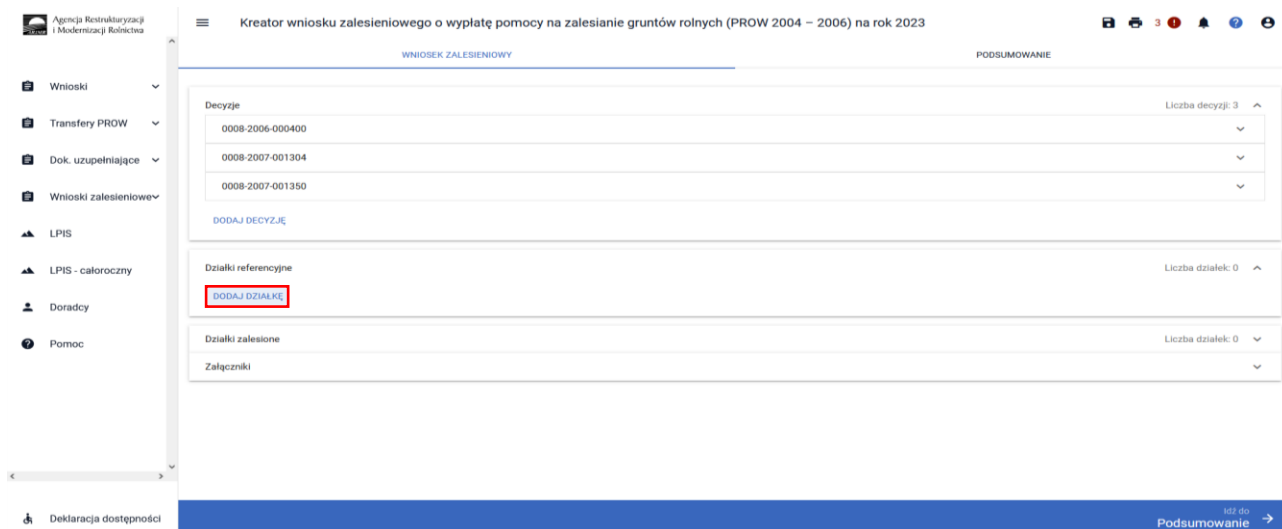 Agencja Restrukturyzacji
i Modernizacji Rolnictwa
Kreator wniosku zalesieniowego o wypłatę pomocy na zalesianie gruntów rolnych (PROW 2004 – 2006) na rok 2023
3
WNIOSEK ZALESIENIOWY
PODSUMOWANIE
Wnioski
Transfery PROW
Dok. uzupełniające
Wnioski zalesieniowe
LPIS
LPIS - całoroczny
Doradcy
Pomoc
Deklaracja dostępności
Decyzje
Liczba decyzji: 3
0008-2006-000400
0008-2007-001304
0008-2007-001350
DODAJ DECYZJĘ
Działki referencyjne
Liczba działek: 0
DODAJ DZIAŁKĘ
Działki zalesione
Liczba działek: 0
Załączniki
Idź do
Podsumowanie